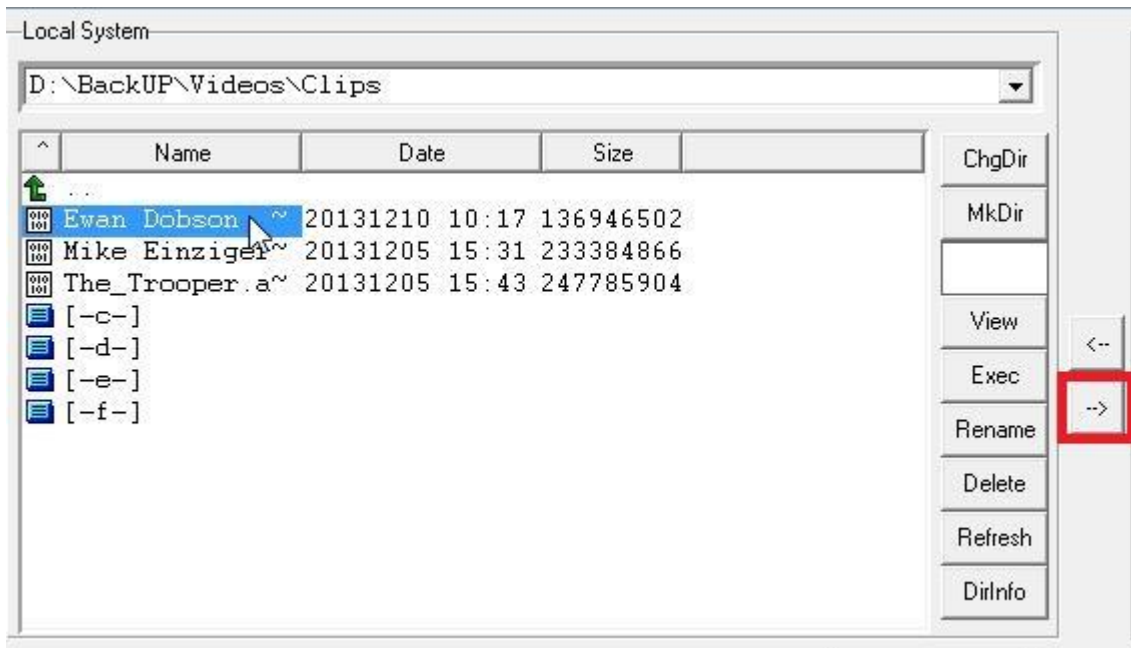 Local System
D:\BackUP\Videos\Clips
^ Name Date Size
..
Ewan Dobson - ~ 20131210 10:17 136946502
Mike Einziger~ 20131205 15:31 233384866
The_Trooper.a~ 20131205 15:43 247785904
[-c-]
[-d-]
[-e-]
[-f-]
ChgDir
MkDir
View
Exec
Rename
Delete
Refresh
DirInfo
<--
-->